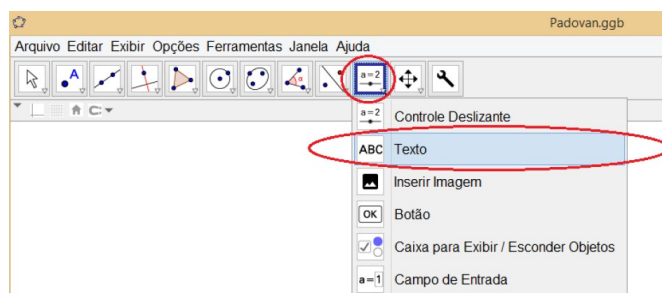 Padovan.ggb
Arquivo Editar Exibir Opções Ferramentas Janela Ajuda
A
α
a=2
a=2 Controle Deslizante
ABC Texto
Inserir Imagem
OK Botão
Caixa para Exibir / Esconder Objetos
a=1 Campo de Entrada